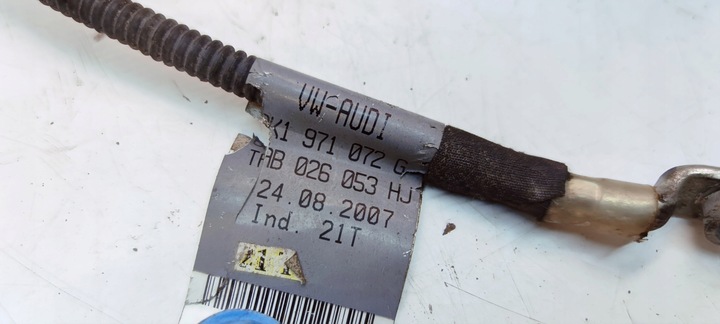 VW-AUDI
K1 971 072 G
TAB 026 053 HJ
24.08.2007
Ind. 21T